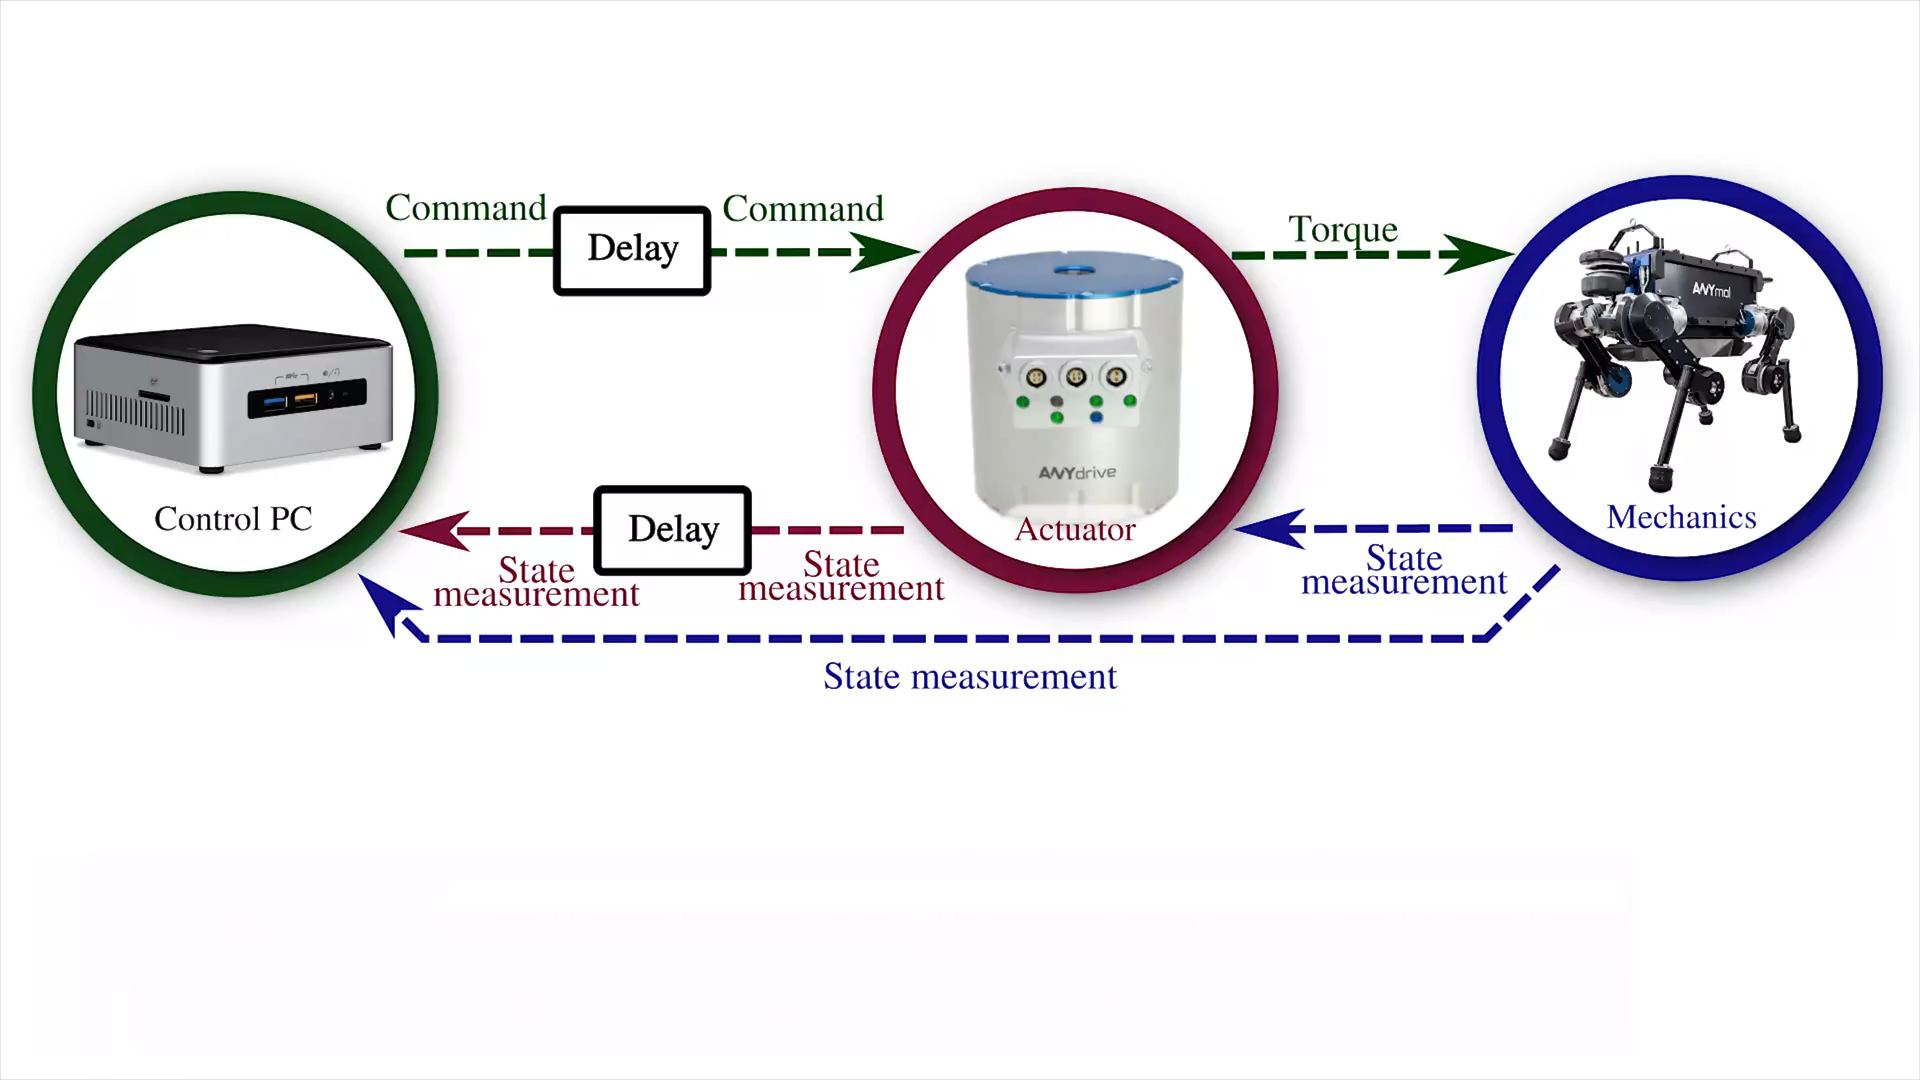 Command
Delay
Command
Torque
ANYmal
ANYdrive
Control PC
Actuator
Mechanics
Delay
State
measurement
State
measurement
State
measurement
State measurement